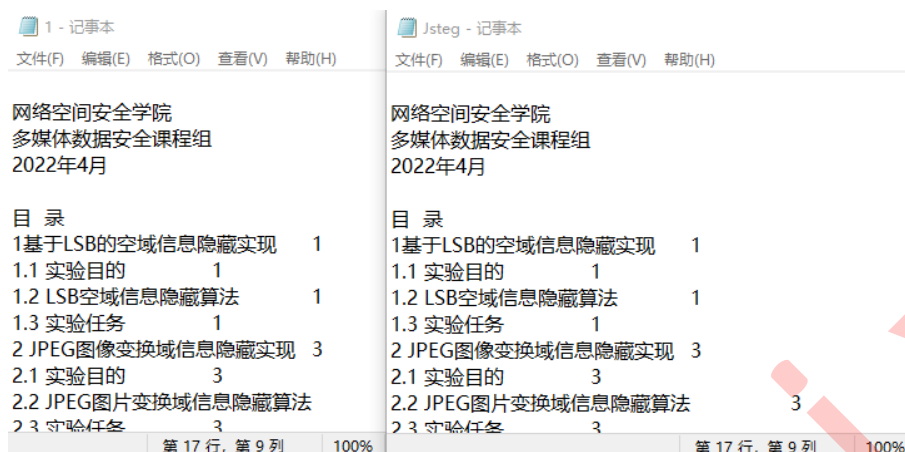 1 - 记事本
文件(F) 编辑(E) 格式(O) 查看(V) 帮助(H)
网络空间安全学院
多媒体数据安全课程组
2022年4月
目 录
1基于LSB的空域信息隐藏实现 1
1.1 实验目的 1
1.2 LSB空域信息隐藏算法 1
1.3 实验任务 1
2 JPEG图像变换域信息隐藏实现 3
2.1 实验目的 3
2.2 JPEG图片变换域信息隐藏算法
2.3 实验任务 3
第 17 行, 第 9 列 100%
Jsteg - 记事本
文件(F) 编辑(E) 格式(O) 查看(V) 帮助(H)
网络空间安全学院
多媒体数据安全课程组
2022年4月
目 录
1基于LSB的空域信息隐藏实现 1
1.1 实验目的 1
1.2 LSB空域信息隐藏算法 1
1.3 实验任务 1
2 JPEG图像变换域信息隐藏实现 3
2.1 实验目的 3
2.2 JPEG图片变换域信息隐藏算法 3
2.3 实验任务 3
第 17 行, 第 9 列 100%